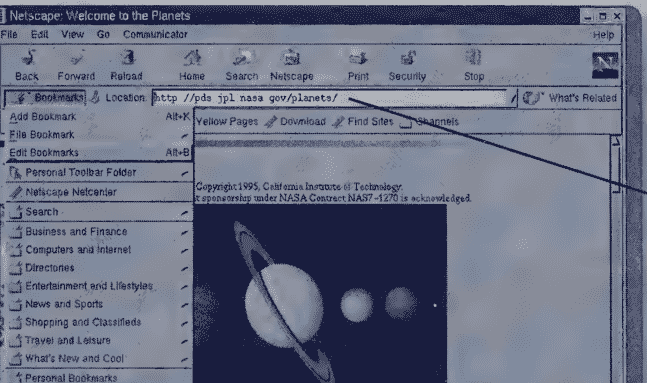 Netscape: Welcome to the Planets
File Edit View Go Communicator Help
Back Forward Reload Home Search Netscape Print Security Stop
N
Bookmarks Location: http //pds jpl nasa gov/planets/ What's Related
Add Bookmark Alt+K
Yellow Pages Download Find Sites Channels
File Bookmark
Edit Bookmarks Alt+B
Personal Toolbar Folder
Netscape Netcenter
Copyright 1995, California Institute of Technology.
t sponsorship under NASA Contract NAS7-1270 is acknowledged.
Search
Business and Finance
Computers and Internet
Directories
Entertainment and Lifestyles
News and Sports
Shopping and Classifieds
Travel and Leisure
What's New and Cool
Personal Bookmarks